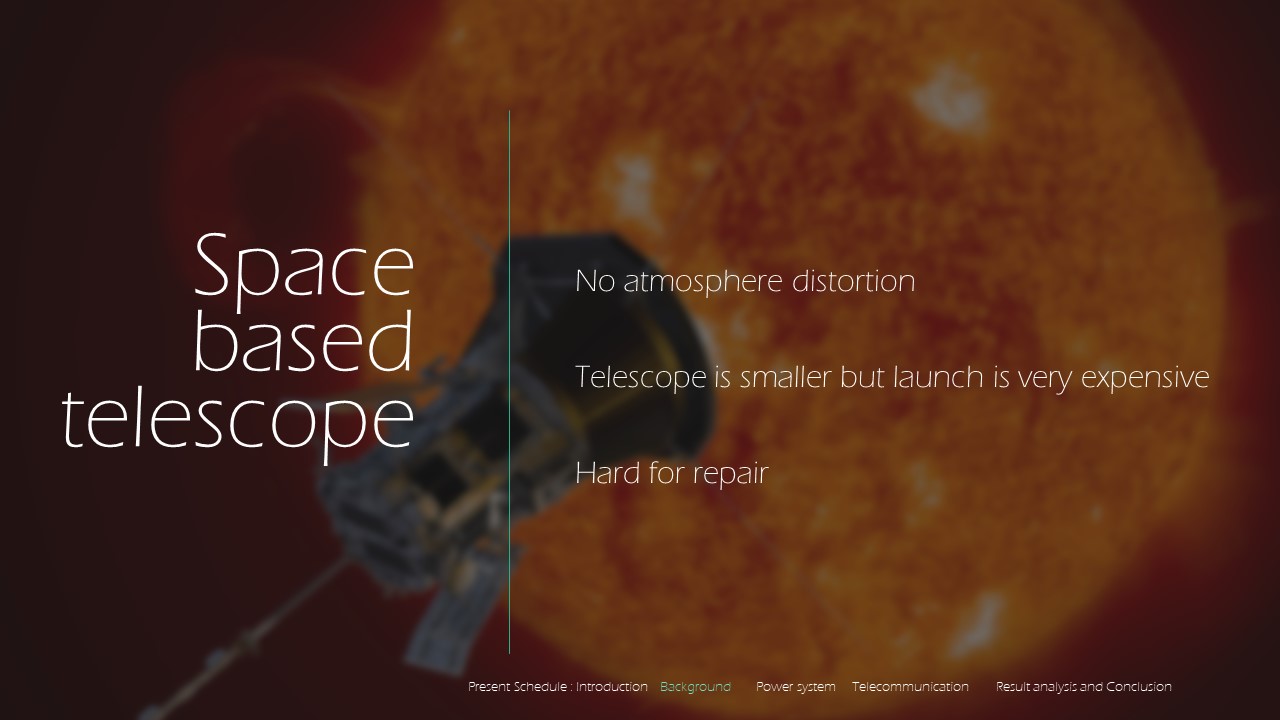 Space
based
telescope
No atmosphere distortion
Telescope is smaller but launch is very expensive
Hard for repair
Present Schedule : Introduction Background Power system Telecommunication Result analysis and Conclusion